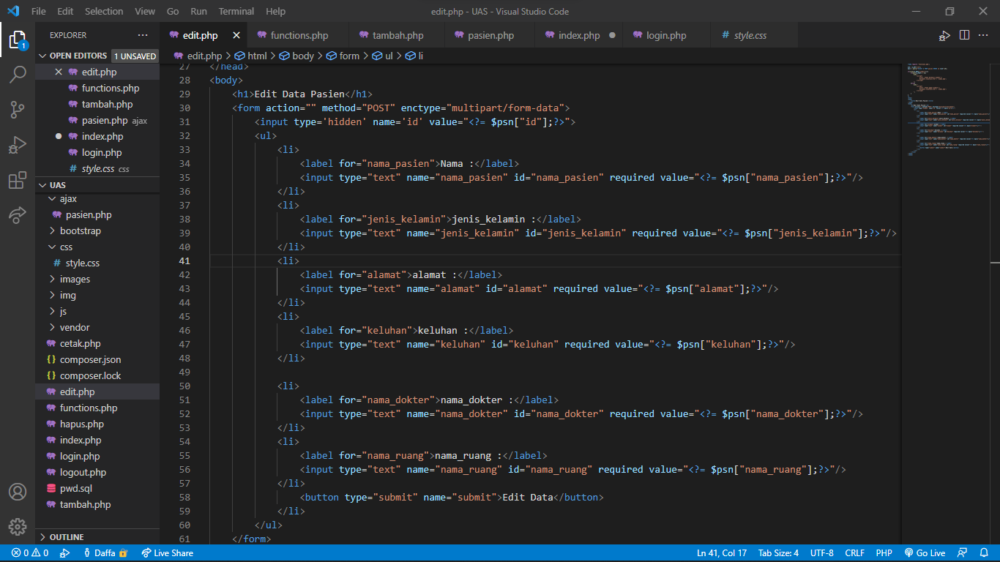 File Edit Selection View Go Run Terminal Help edit.php - UAS - Visual Studio Code
EXPLORER
OPEN EDITORS 1 UNSAVED
edit.php
functions.php
tambah.php
pasien.php ajax
index.php
login.php
# style.css css
UAS
ajax
pasien.php
bootstrap
css
# style.css
images
img
js
vendor
cetak.php
{} composer.json
{} composer.lock
edit.php
functions.php
hapus.php
index.php
login.php
logout.php
pwd.sql
tambah.php
OUTLINE
1
edit.php functions.php tambah.php pasien.php index.php login.php # style.css
edit.php > html > body > form > ul > li
27 </head>
28 <body>
29 <h1>Edit Data Pasien</h1>
30 <form action="" method="POST" enctype="multipart/form-data">
31 <input type='hidden' name='id' value="<?= $psn["id"];?>">
32 <ul>
33 <li>
34 <label for="nama_pasien">Nama :</label>
35 <input type="text" name="nama_pasien" id="nama_pasien" required value="<?= $psn["nama_pasien"];?>"/>
36 </li>
37 <li>
38 <label for="jenis_kelamin">jenis_kelamin :</label>
39 <input type="text" name="jenis_kelamin" id="jenis_kelamin" required value="<?= $psn["jenis_kelamin"];?>"/>
40 </li>
41 <li>
42 <label for="alamat">alamat :</label>
43 <input type="text" name="alamat" id="alamat" required value="<?= $psn["alamat"];?>"/>
44 </li>
45 <li>
46 <label for="keluhan">keluhan :</label>
47 <input type="text" name="keluhan" id="keluhan" required value="<?= $psn["keluhan"];?>"/>
48 </li>
49
50 <li>
51 <label for="nama_dokter">nama_dokter :</label>
52 <input type="text" name="nama_dokter" id="nama_dokter" required value="<?= $psn["nama_dokter"];?>"/>
53 </li>
54 <li>
55 <label for="nama_ruang">nama_ruang :</label>
56 <input type="text" name="nama_ruang" id="nama_ruang" required value="<?= $psn["nama_ruang"];?>"/>
57 </li>
58 <button type="submit" name="submit">Edit Data</button>
59 </li>
60 </ul>
61 </form>
0 0 Daffa Live Share Ln 41, Col 17 Tab Size: 4 UTF-8 CRLF PHP Go Live